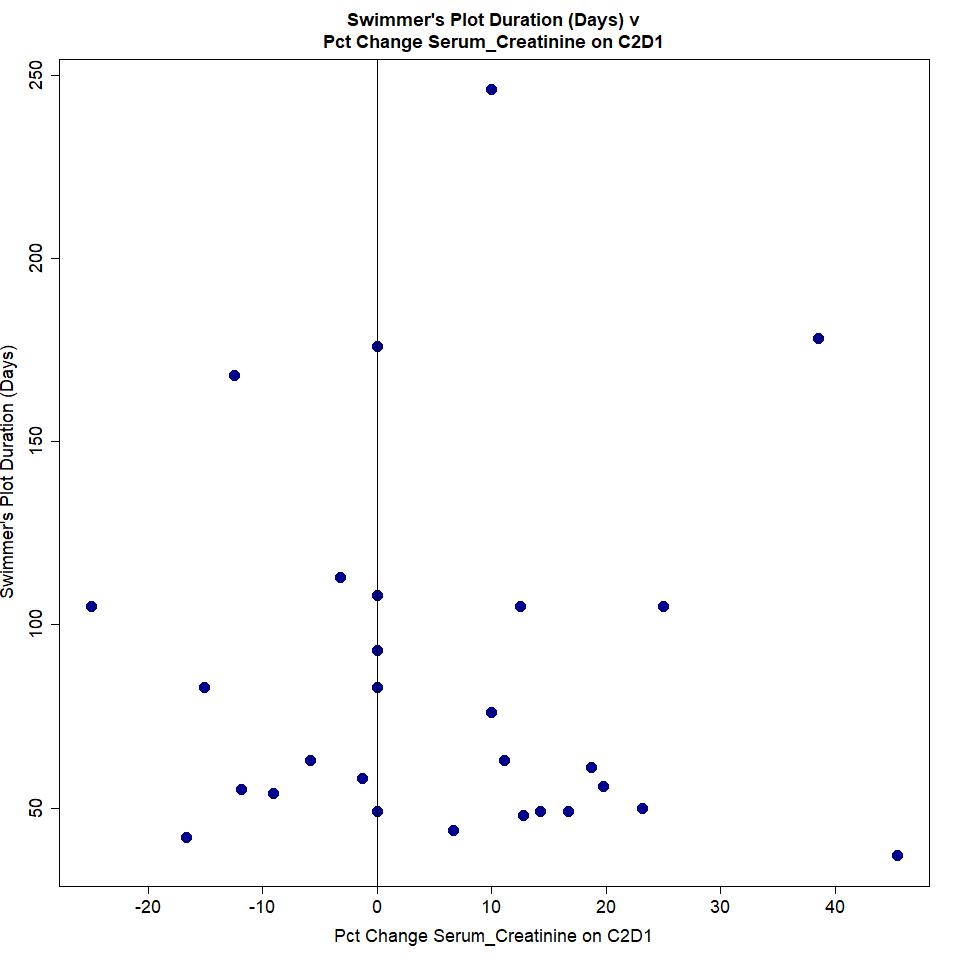 Swimmer's Plot Duration (Days) v
Pct Change Serum_Creatinine on C2D1
Swimmer's Plot Duration (Days)
250
200
150
100
50
-20 -10 0 10 20 30 40
Pct Change Serum_Creatinine on C2D1